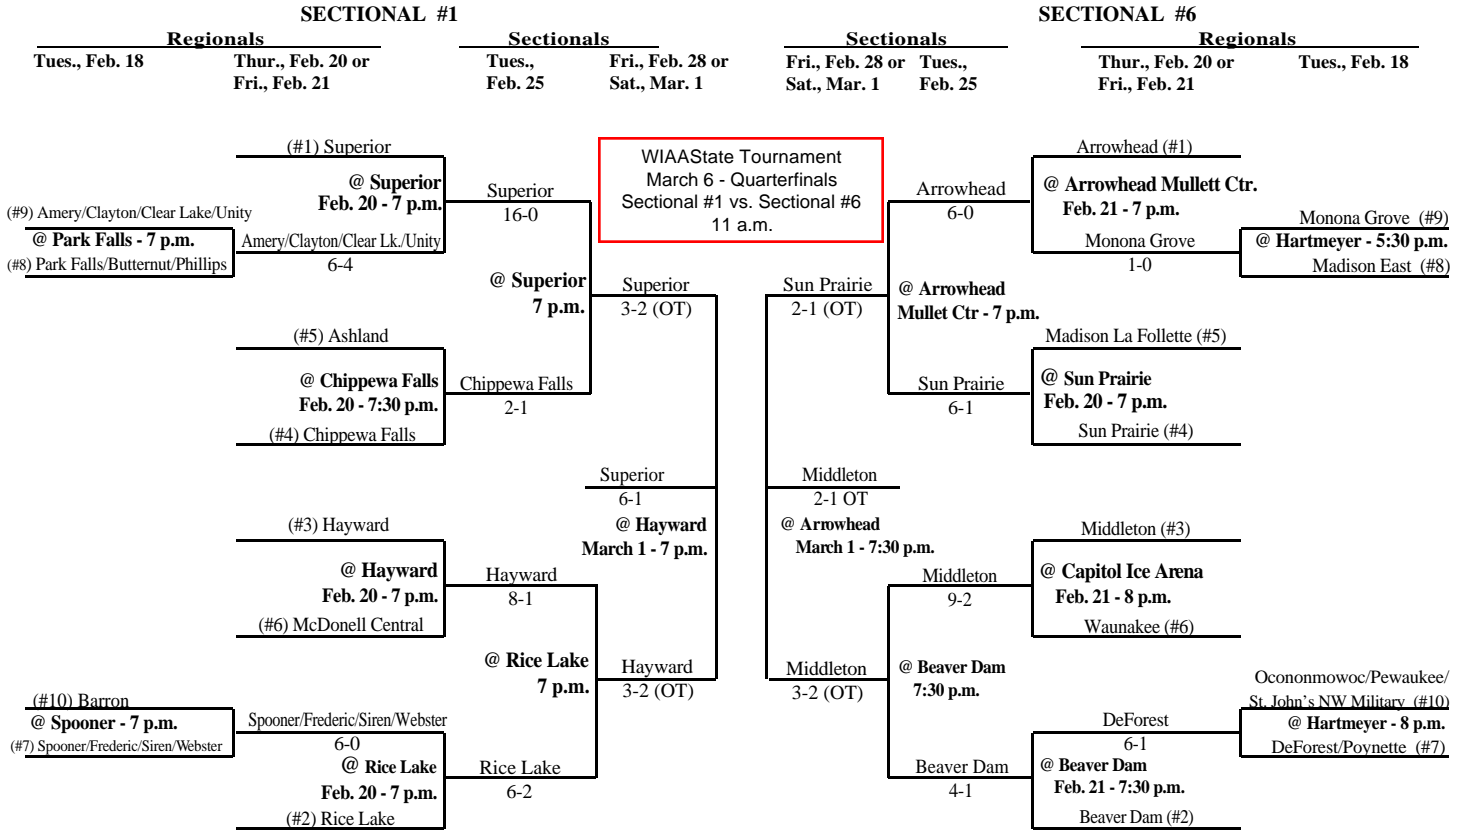 SECTIONAL #1
Regionals
Sectionals
Tues., Feb. 18
Thur., Feb. 20 or
Fri., Feb. 21
Tues.,
Feb. 25
Fri., Feb. 28 or
Sat., Mar. 1
(#1) Superior
@ Superior
Feb. 20 - 7 p.m.
(#9) Amery/Clayton/Clear Lake/Unity
@ Park Falls - 7 p.m.
(#8) Park Falls/Butternut/Phillips
Amery/Clayton/Clear Lk./Unity
6-4
Superior
16-0
@ Superior
7 p.m.
(#5) Ashland
@ Chippewa Falls
Feb. 20 - 7:30 p.m.
(#4) Chippewa Falls
Chippewa Falls
2-1
Superior
3-2 (OT)
Superior
6-1
@ Hayward
March 1 - 7 p.m.
(#3) Hayward
@ Hayward
Feb. 20 - 7 p.m.
(#6) McDonell Central
Hayward
8-1
@ Rice Lake
7 p.m.
Hayward
3-2 (OT)
(#10) Barron
@ Spooner - 7 p.m.
(#7) Spooner/Frederic/Siren/Webster
Spooner/Frederic/Siren/Webster
6-0
@ Rice Lake
Feb. 20 - 7 p.m.
(#2) Rice Lake
Rice Lake
6-2
WIAAState Tournament
March 6 - Quarterfinals
Sectional #1 vs. Sectional #6
11 a.m.
SECTIONAL #6
Sectionals
Regionals
Fri., Feb. 28 or
Sat., Mar. 1
Tues.,
Feb. 25
Thur., Feb. 20 or
Fri., Feb. 21
Tues., Feb. 18
Arrowhead (#1)
@ Arrowhead Mullett Ctr.
Feb. 21 - 7 p.m.
Monona Grove
1-0
Monona Grove (#9)
@ Hartmeyer - 5:30 p.m.
Madison East (#8)
Arrowhead
6-0
Sun Prairie
2-1 (OT)
@ Arrowhead
Mullet Ctr - 7 p.m.
Madison La Follette (#5)
@ Sun Prairie
Feb. 20 - 7 p.m.
Sun Prairie (#4)
Sun Prairie
6-1
Middleton
2-1 OT
@ Arrowhead
March 1 - 7:30 p.m.
Middleton (#3)
@ Capitol Ice Arena
Feb. 21 - 8 p.m.
Waunakee (#6)
Middleton
9-2
Middleton
3-2 (OT)
@ Beaver Dam
7:30 p.m.
Ocononmowoc/Pewaukee/
St. John's NW Military (#10)
@ Hartmeyer - 8 p.m.
DeForest/Poynette (#7)
DeForest
6-1
@ Beaver Dam
Feb. 21 - 7:30 p.m.
Beaver Dam (#2)
Beaver Dam
4-1